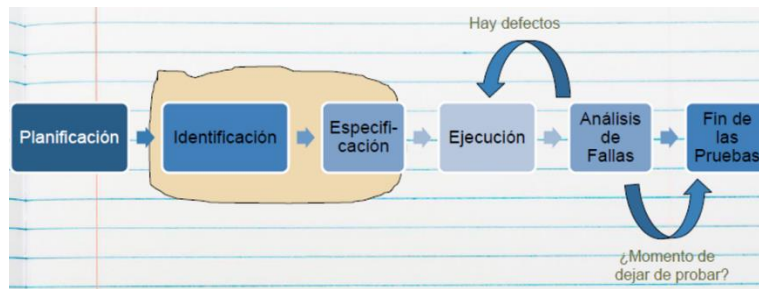 Hay defectos
Planificación
Identificación
Especifi-
cación
Ejecución
Análisis
de
Fallas
Fin de
las
Pruebas
¿Momento de
dejar de probar?